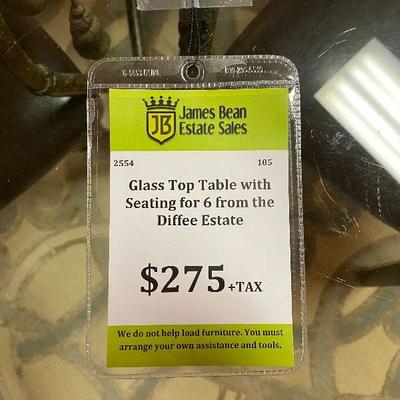 JB
James Bean
Estate Sales
2554 105
Glass Top Table with
Seating for 6 from the
Diffee Estate
$275+TAX
We do not help load furniture. You must
arrange your own assistance and tools.